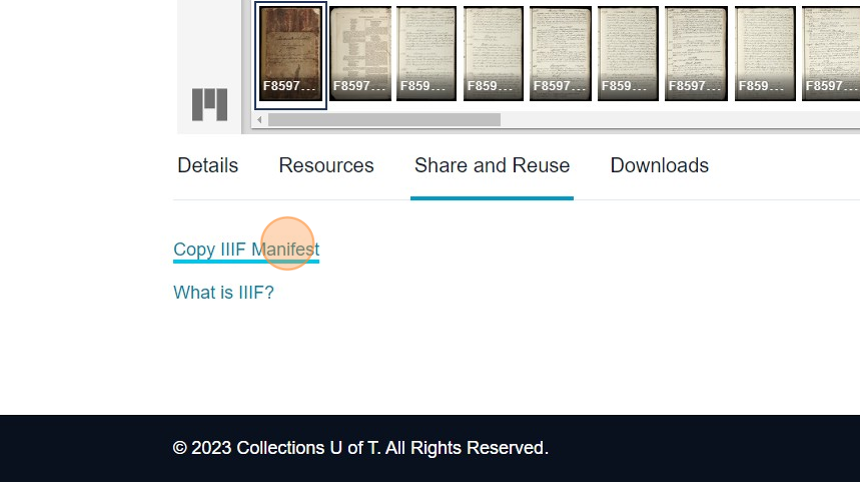 F8597... F8597... F859... F859... F8597... F859... F8597... F859... F8597...
Details Resources Share and Reuse Downloads
Copy IIIF Manifest
What is IIIF?
© 2023 Collections U of T. All Rights Reserved.